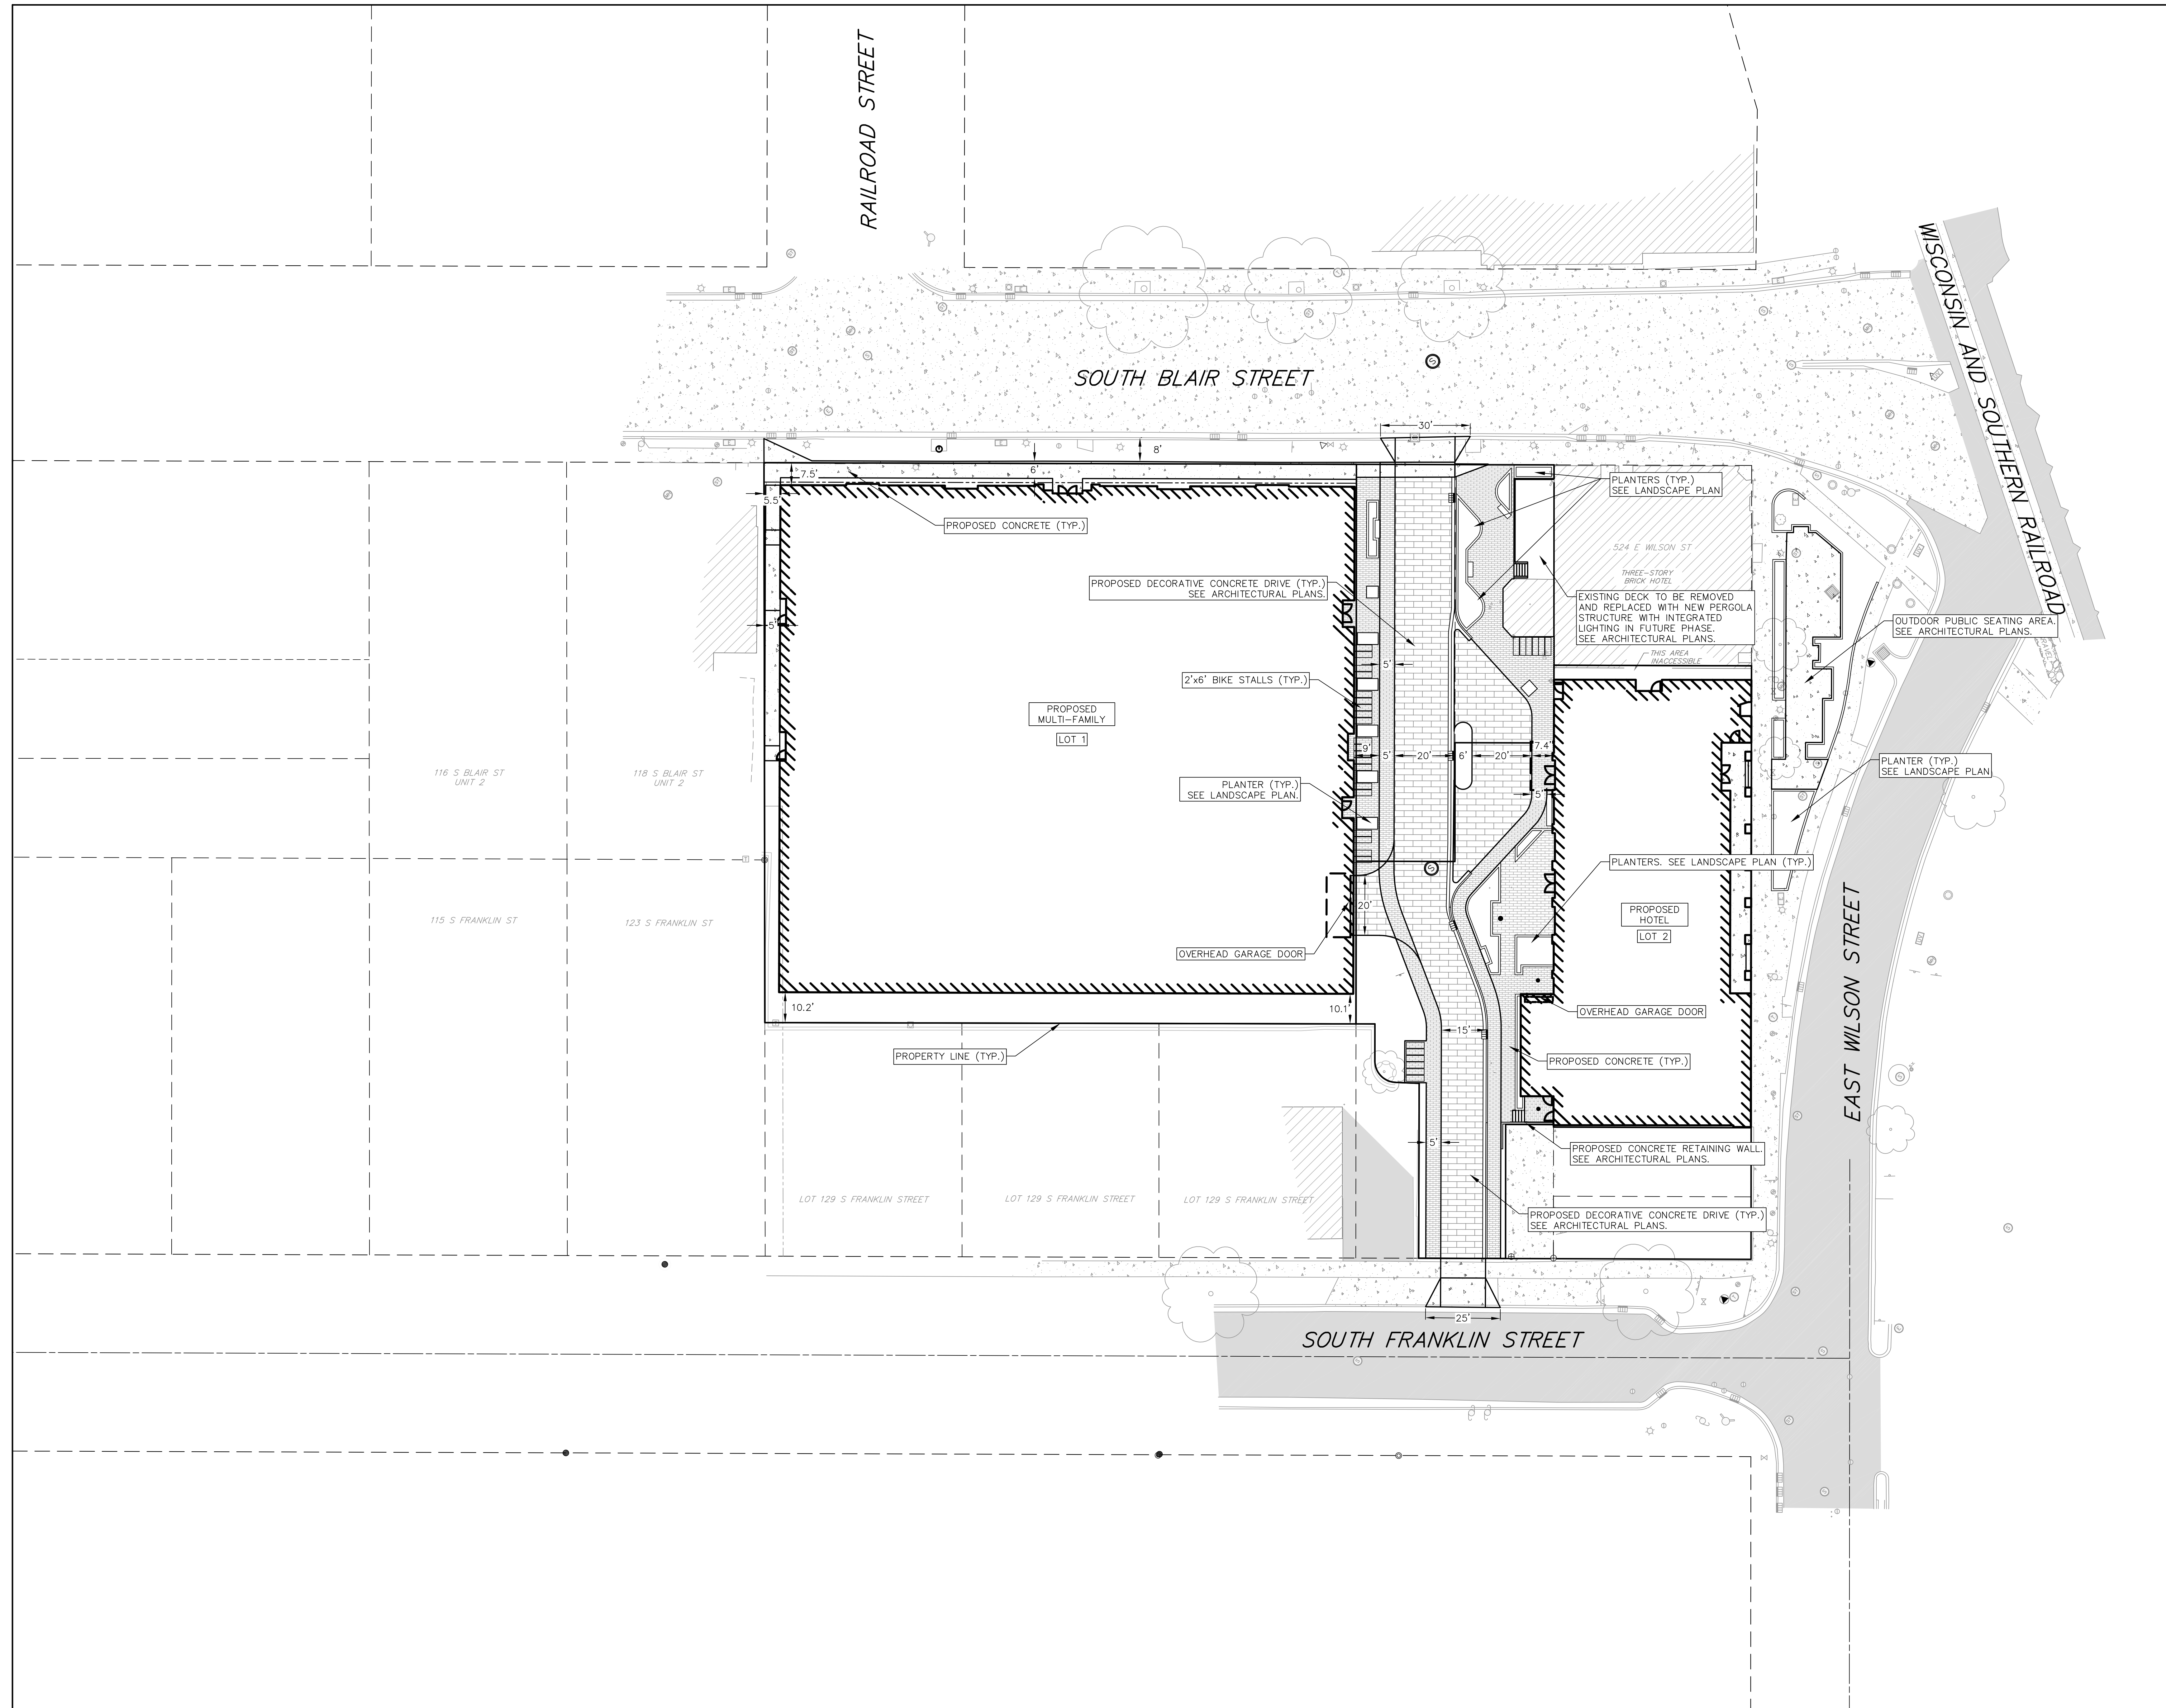 RAILROAD STREET
WISCONSIN AND SOUTHERN RAILROAD
SOUTH BLAIR STREET
30'
8'
6'
7.5'
5.5'
PROPOSED CONCRETE (TYP.)
PLANTERS (TYP.)
SEE LANDSCAPE PLAN
524 E WILSON ST
THREE-STORY
BRICK HOTEL
PROPOSED DECORATIVE CONCRETE DRIVE (TYP.)
SEE ARCHITECTURAL PLANS.
EXISTING DECK TO BE REMOVED
AND REPLACED WITH NEW PERGOLA
STRUCTURE WITH INTEGRATED
LIGHTING IN FUTURE PHASE.
SEE ARCHITECTURAL PLANS.
OUTDOOR PUBLIC SEATING AREA.
SEE ARCHITECTURAL PLANS.
5'
THIS AREA
INACCESSIBLE
5'
2'x6' BIKE STALLS (TYP.)
PROPOSED
MULTI-FAMILY
LOT 1
9'
5'
20'
6'
20'
7.4'
5'
116 S BLAIR ST
UNIT 2
118 S BLAIR ST
UNIT 2
PLANTER (TYP.)
SEE LANDSCAPE PLAN.
PLANTER (TYP.)
SEE LANDSCAPE PLAN
PLANTERS. SEE LANDSCAPE PLAN (TYP.)
20'
115 S FRANKLIN ST
123 S FRANKLIN ST
PROPOSED
HOTEL
LOT 2
OVERHEAD GARAGE DOOR
EAST WILSON STREET
10.2'
10.1'
OVERHEAD GARAGE DOOR
15'
PROPERTY LINE (TYP.)
PROPOSED CONCRETE (TYP.)
5'
PROPOSED CONCRETE RETAINING WALL.
SEE ARCHITECTURAL PLANS.
LOT 129 S FRANKLIN STREET
LOT 129 S FRANKLIN STREET
LOT 129 S FRANKLIN STREET
PROPOSED DECORATIVE CONCRETE DRIVE (TYP.)
SEE ARCHITECTURAL PLANS.
25'
SOUTH FRANKLIN STREET